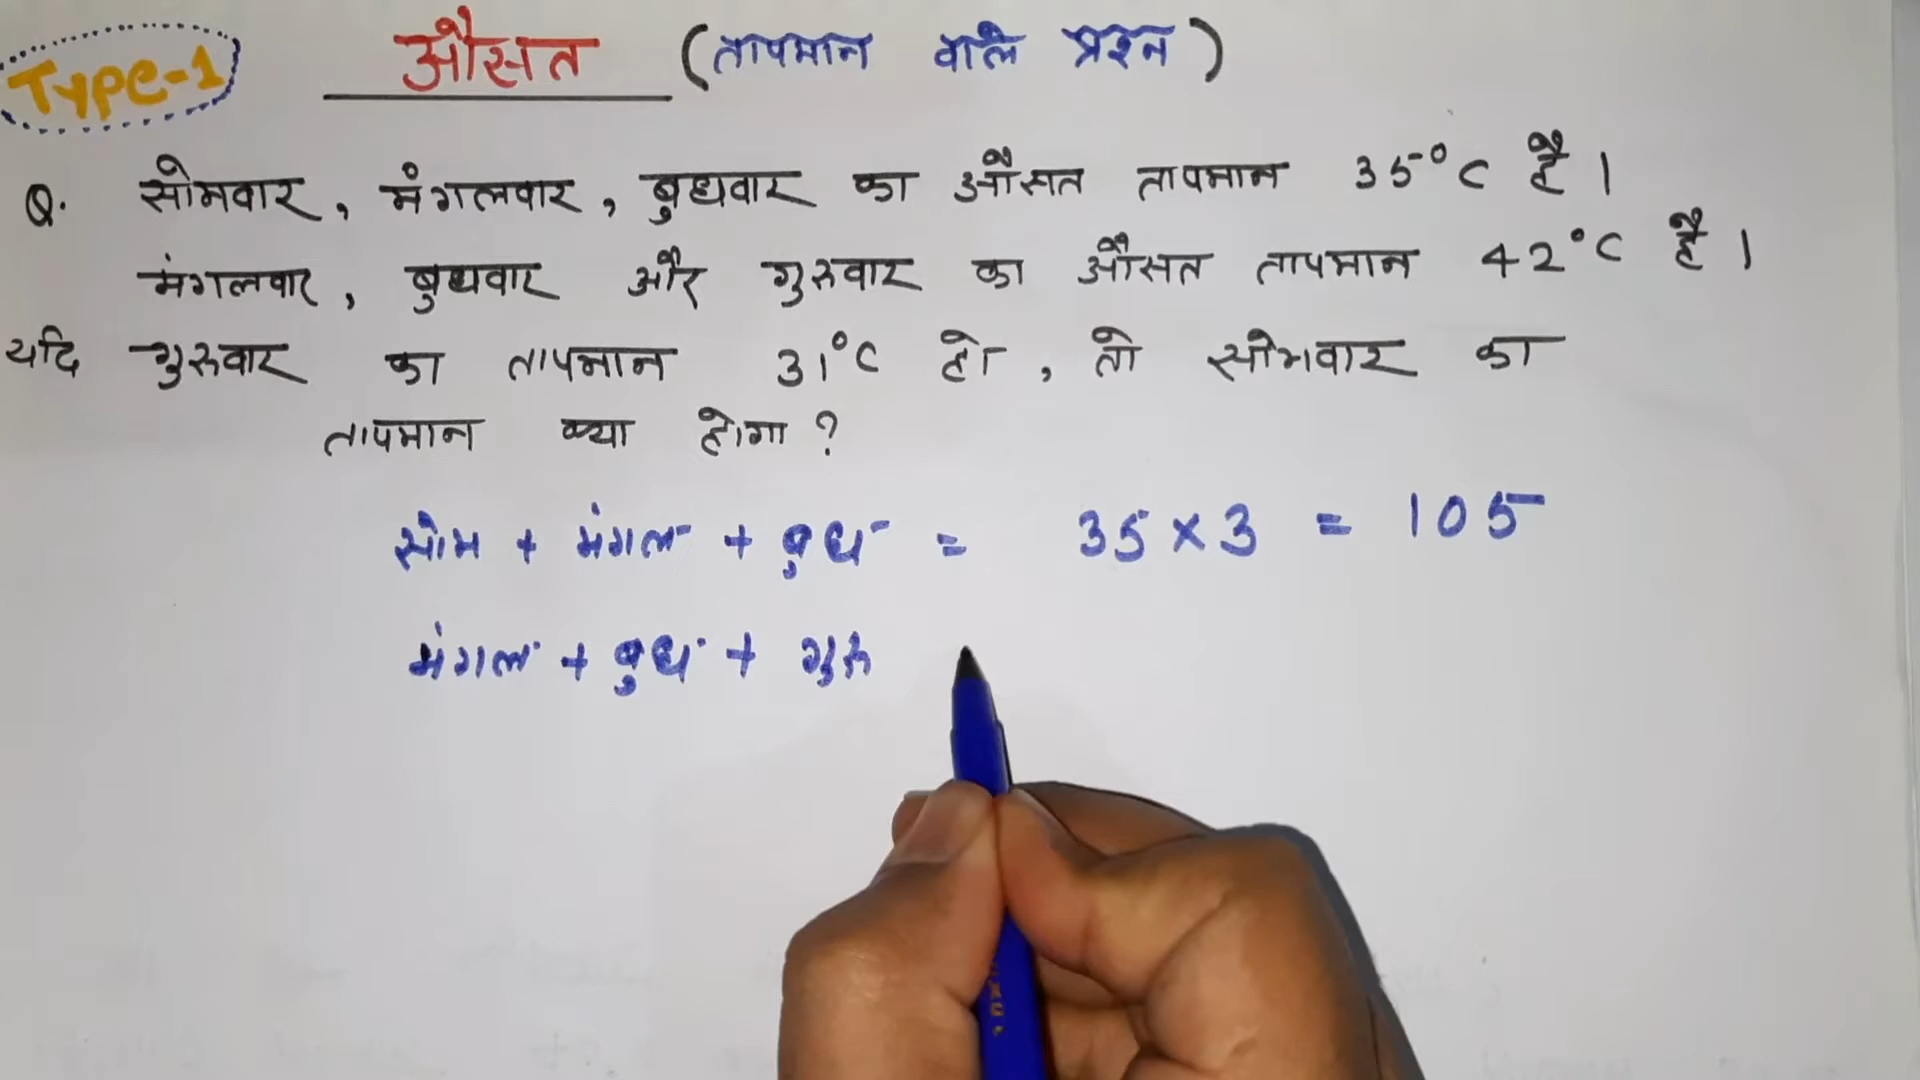 Type-1 औसत (तापमान वाले प्रश्न)
Q. सोमवार, मंगलवार, बुधवार का औसत तापमान 35°C है।
मंगलवार, बुधवार और गुरुवार का औसत तापमान 42°C है।
यदि गुरुवार का तापमान 31°C हो, तो सोमवार का
तापमान क्या होगा?
सोम + मंगल + बुध = 35 × 3 = 105
मंगल + बुध + गुरु